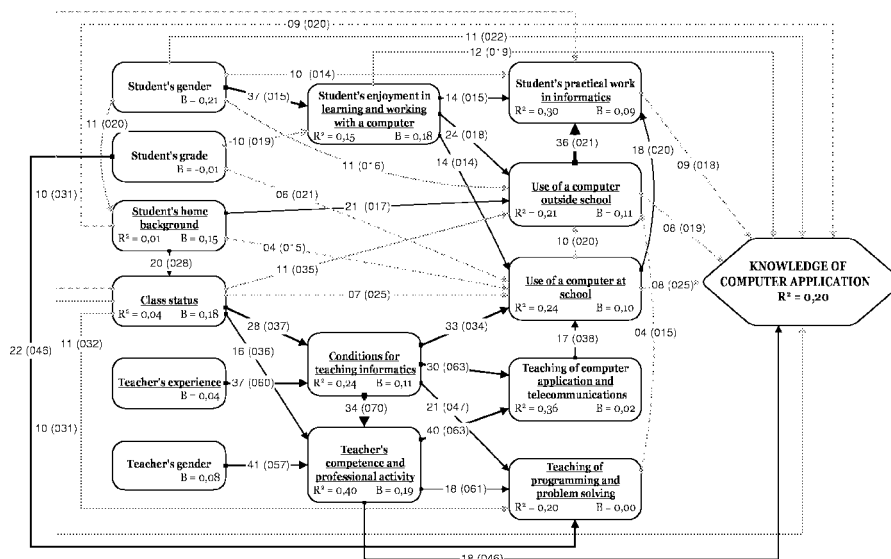 09 (020)
11 (022)
12 (019)
Student's gender
B = 0,21
10 (014)
37 (015)
Student's enjoyment in
learning and working
with a computer
R² = 0,15 B = 0,18
14 (015)
24 (018)
14 (014)
Student's practical work
in informatics
R² = 0,30 B = 0,09
11 (020)
10 (019)
36 (021)
18 (020)
09 (018)
Student's grade
B = -0,01
11 (016)
06 (021)
Use of a computer
outside school
R² = 0,21 B = 0,11
10 (031)
21 (017)
Student's home
background
R² = 0,01 B = 0,15
04 (015)
08 (019)
10 (020)
20 (028)
11 (035)
Use of a computer at
school
R² = 0,24 B = 0,10
KNOWLEDGE OF
COMPUTER APPLICATION
R² = 0,20
Class status
R² = 0,04 B = 0,18
07 (025)
08 (025)
28 (037)
33 (034)
17 (038)
04 (015)
22 (046)
11 (032)
16 (036)
Conditions for
teaching informatics
R² = 0,24 B = 0,11
30 (063)
Teaching of computer
application and
telecommunications
R² = 0,36 B = 0,02
Teacher's experience
B = 0,04
37 (060)
21 (047)
34 (070)
40 (063)
10 (031)
Teacher's gender
B = 0,08
41 (057)
Teacher's
competence and
professional activity
R² = 0,40 B = 0,19
18 (061)
Teaching of
programming and
problem solving
R² = 0,20 B = 0,00
18 (046)